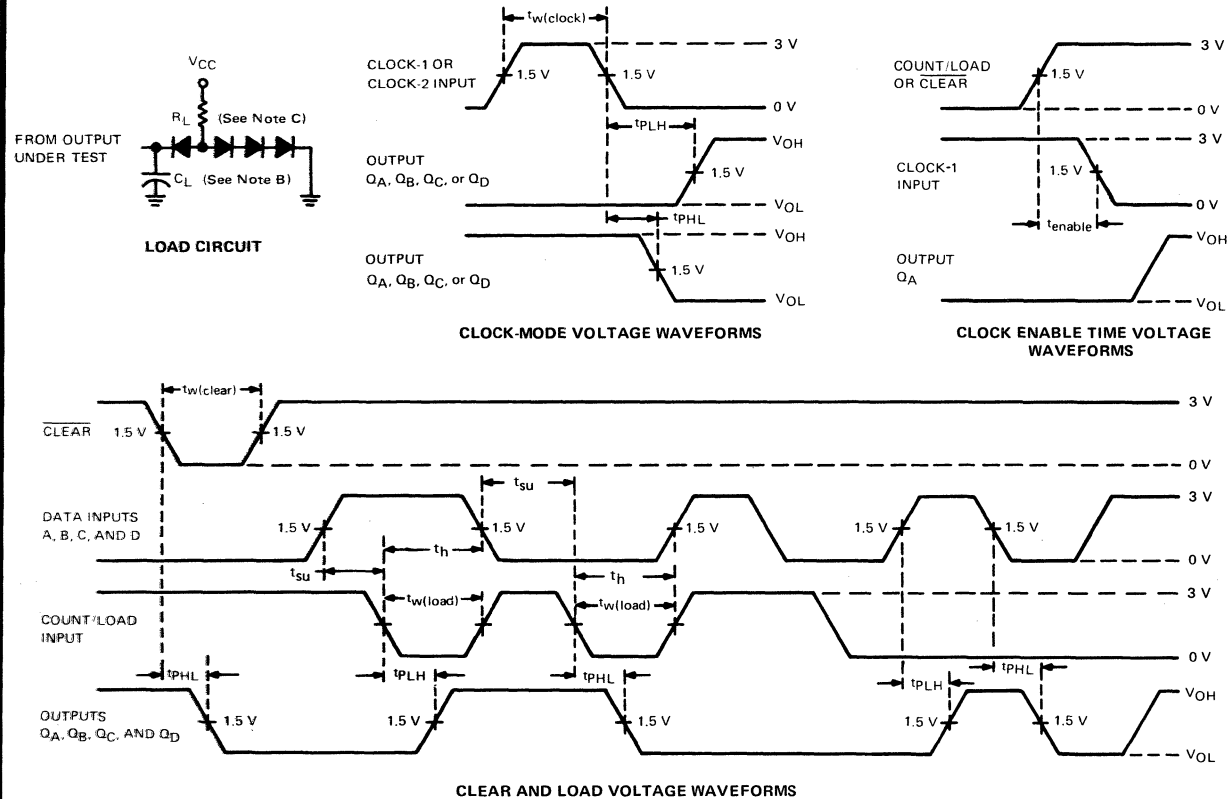 VCC
RL (See Note C)
FROM OUTPUT
UNDER TEST
CL (See Note B)
LOAD CIRCUIT
tw(clock)
3 V
CLOCK-1 OR
CLOCK-2 INPUT
1.5 V
1.5 V
0 V
tPLH
VOH
OUTPUT
QA, QB, QC, or QD
1.5 V
VOL
tPHL
VOH
OUTPUT
QA, QB, QC, or QD
1.5 V
VOL
CLOCK-MODE VOLTAGE WAVEFORMS
3 V
COUNT/LOAD
OR CLEAR
1.5 V
0 V
3 V
CLOCK-1
INPUT
1.5 V
0 V
tenable
VOH
OUTPUT
QA
VOL
CLOCK ENABLE TIME VOLTAGE
WAVEFORMS
tw(clear)
3 V
CLEAR
1.5 V
1.5 V
0 V
tsu
3 V
DATA INPUTS
A, B, C, AND D
1.5 V
1.5 V
1.5 V
1.5 V
1.5 V
th
0 V
tsu
th
3 V
tw(load)
tw(load)
COUNT/LOAD
INPUT
0 V
tPHL
tPLH
tPHL
tPLH
tPHL
VOH
OUTPUTS
QA, QB, QC, AND QD
1.5 V
1.5 V
1.5 V
1.5 V
1.5 V
VOL
CLEAR AND LOAD VOLTAGE WAVEFORMS